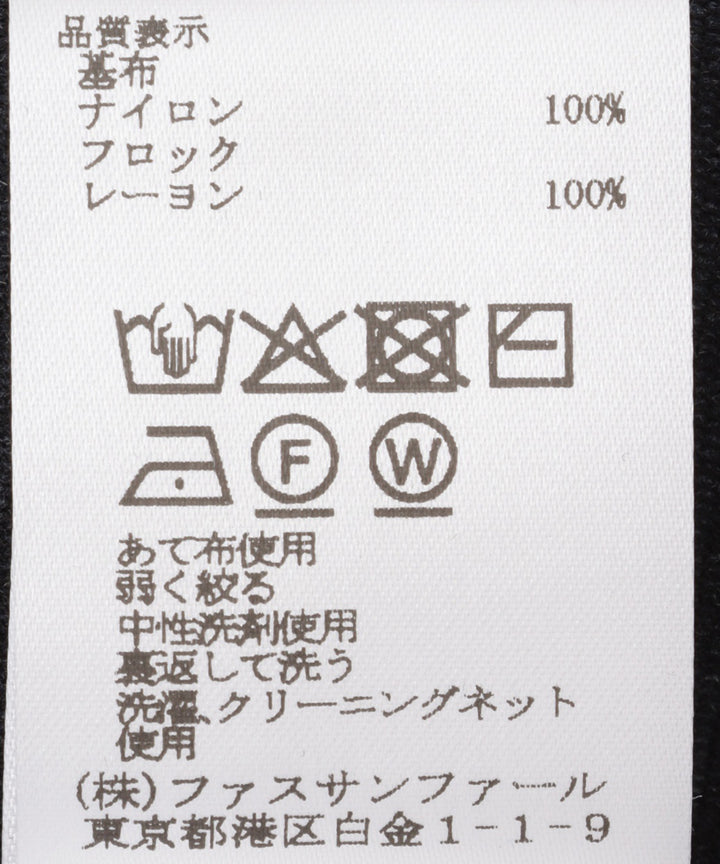 品質表示
基布
ナイロン 100%
フロック
レーヨン 100%
F W
あて布使用
弱く絞る
中性洗剤使用
裏返して洗う
洗濯、クリーニングネット
使用
(株)ファスサンファール
東京都港区白金1-1-9